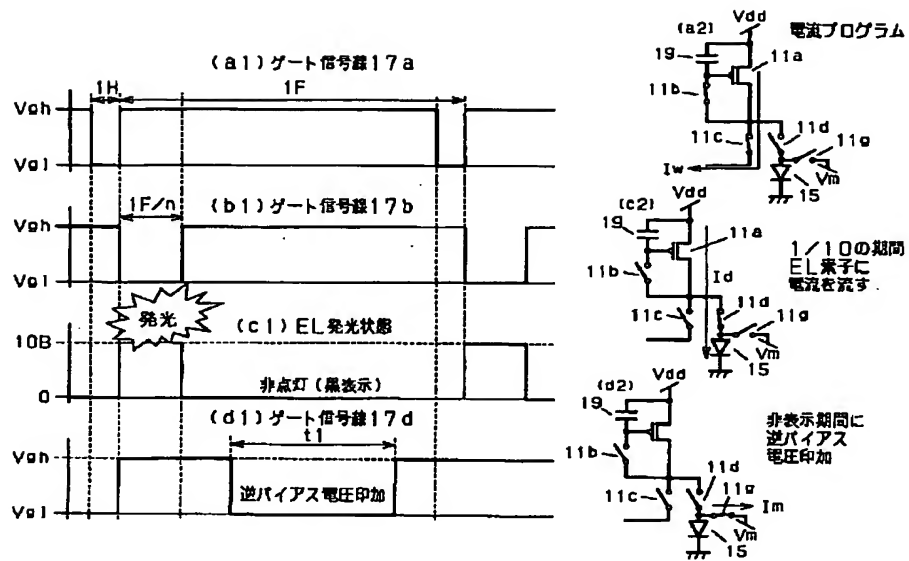 (a1)ゲート信号線17a
1H
1F
Vgh
Vgl
(b1)ゲート信号線17b
1F/n
Vgh
Vgl
発光
(c1)EL発光状態
10B
0
非点灯(黒表示)
(d1)ゲート信号線17d
t1
Vgh
Vgl
逆バイアス電圧印加
(a2)
Vdd
電流プログラム
19
11a
11b
11c
11d
11g
Iw
Vm
15
(c2)
Vdd
19
11a
1/10の期間
EL素子に
電流を流す
11b
Id
11d
11c
11g
Vm
15
(d2)
Vdd
19
非表示期間に
逆バイアス
電圧印加
11b
11d
11c
11g
Im
Vm
15